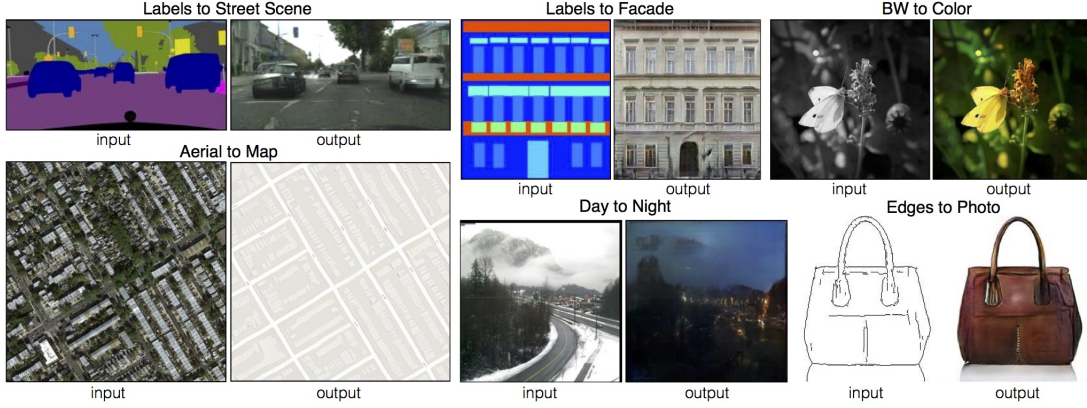 Labels to Street Scene
input
output
Aerial to Map
input
output
Labels to Facade
input
output
BW to Color
input
output
Day to Night
input
output
Edges to Photo
input
output